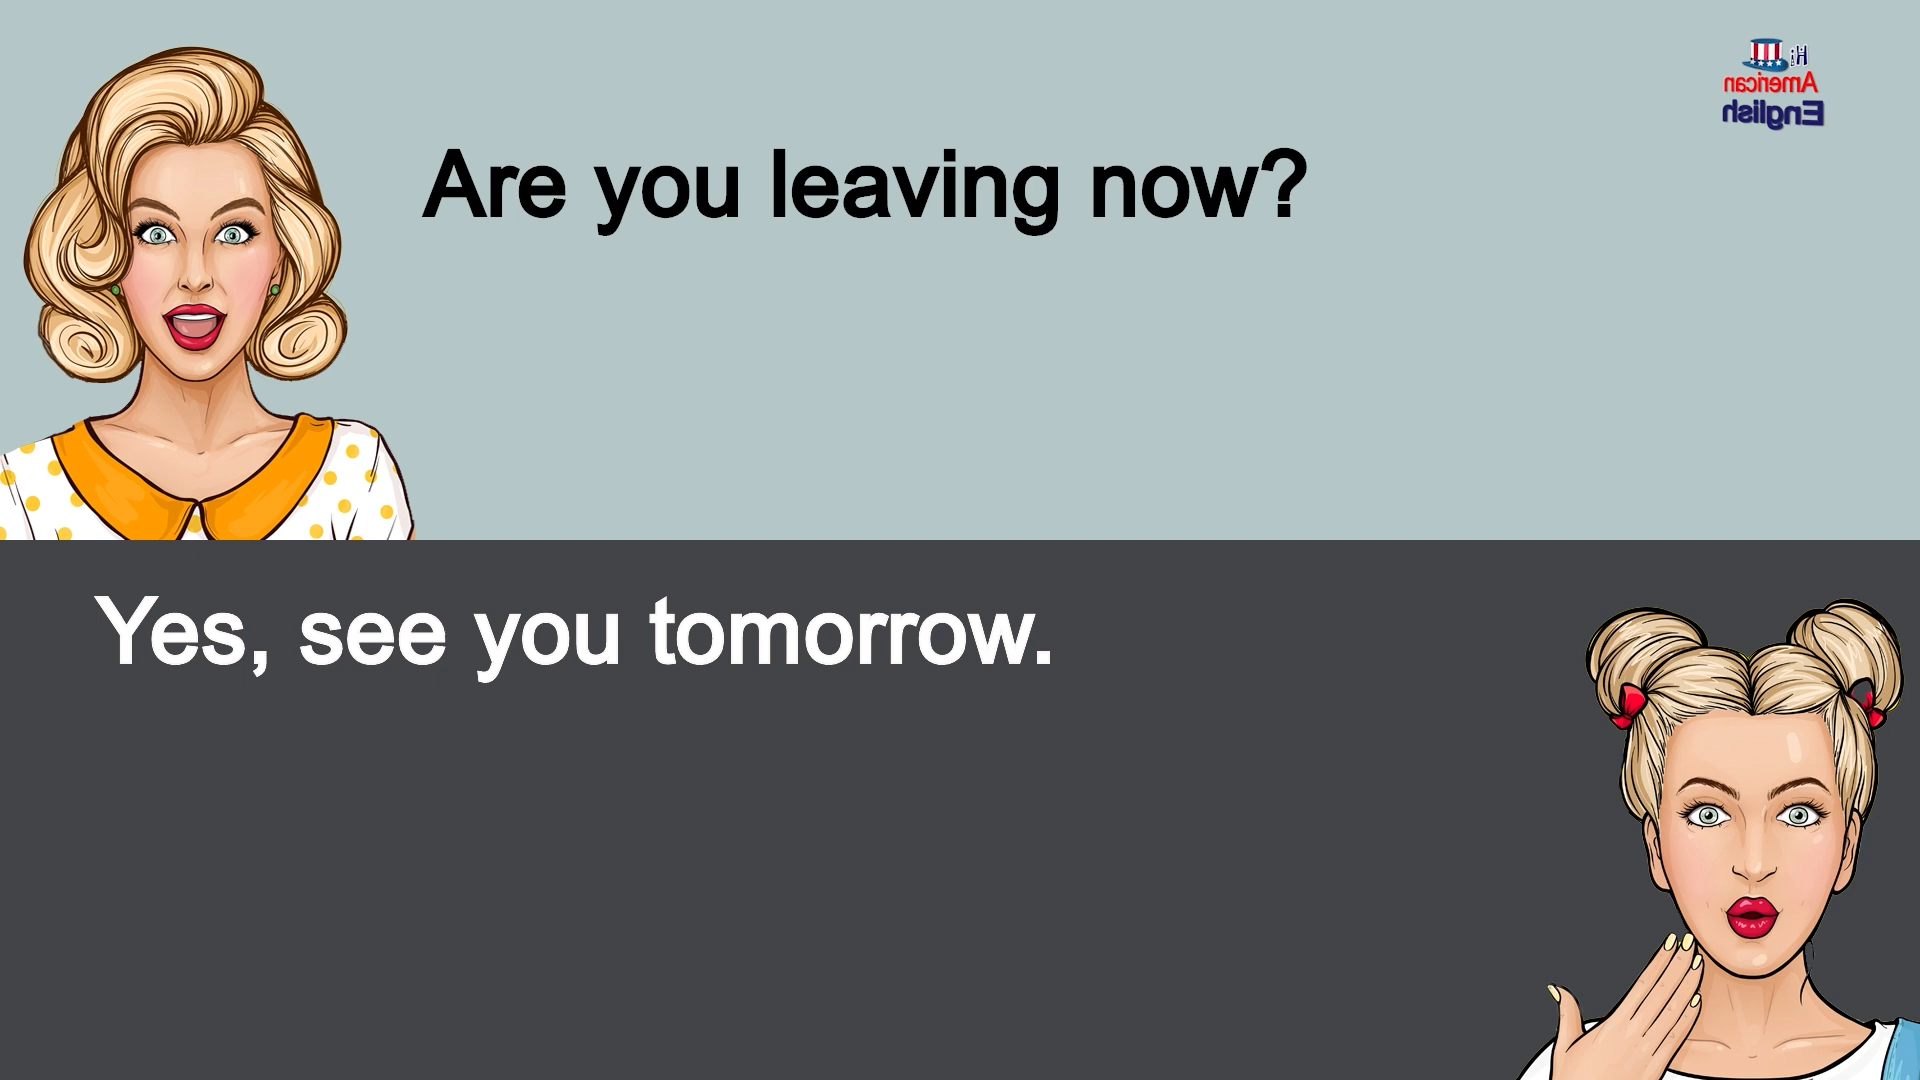 Hi
American
English
Are you leaving now?
Yes, see you tomorrow.